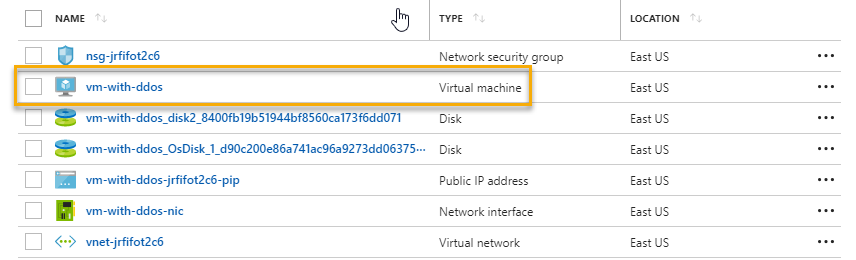 NAME TYPE LOCATION
nsg-jrfifot2c6 Network security group East US
vm-with-ddos Virtual machine East US
vm-with-ddos_disk2_8400fb19b51944bf8560ca173f6dd071 Disk East US
vm-with-ddos_OsDisk_1_d90c200e86a741ac96a9273dd06375··· Disk East US
vm-with-ddos-jrfifot2c6-pip Public IP address East US
vm-with-ddos-nic Network interface East US
vnet-jrfifot2c6 Virtual network East US